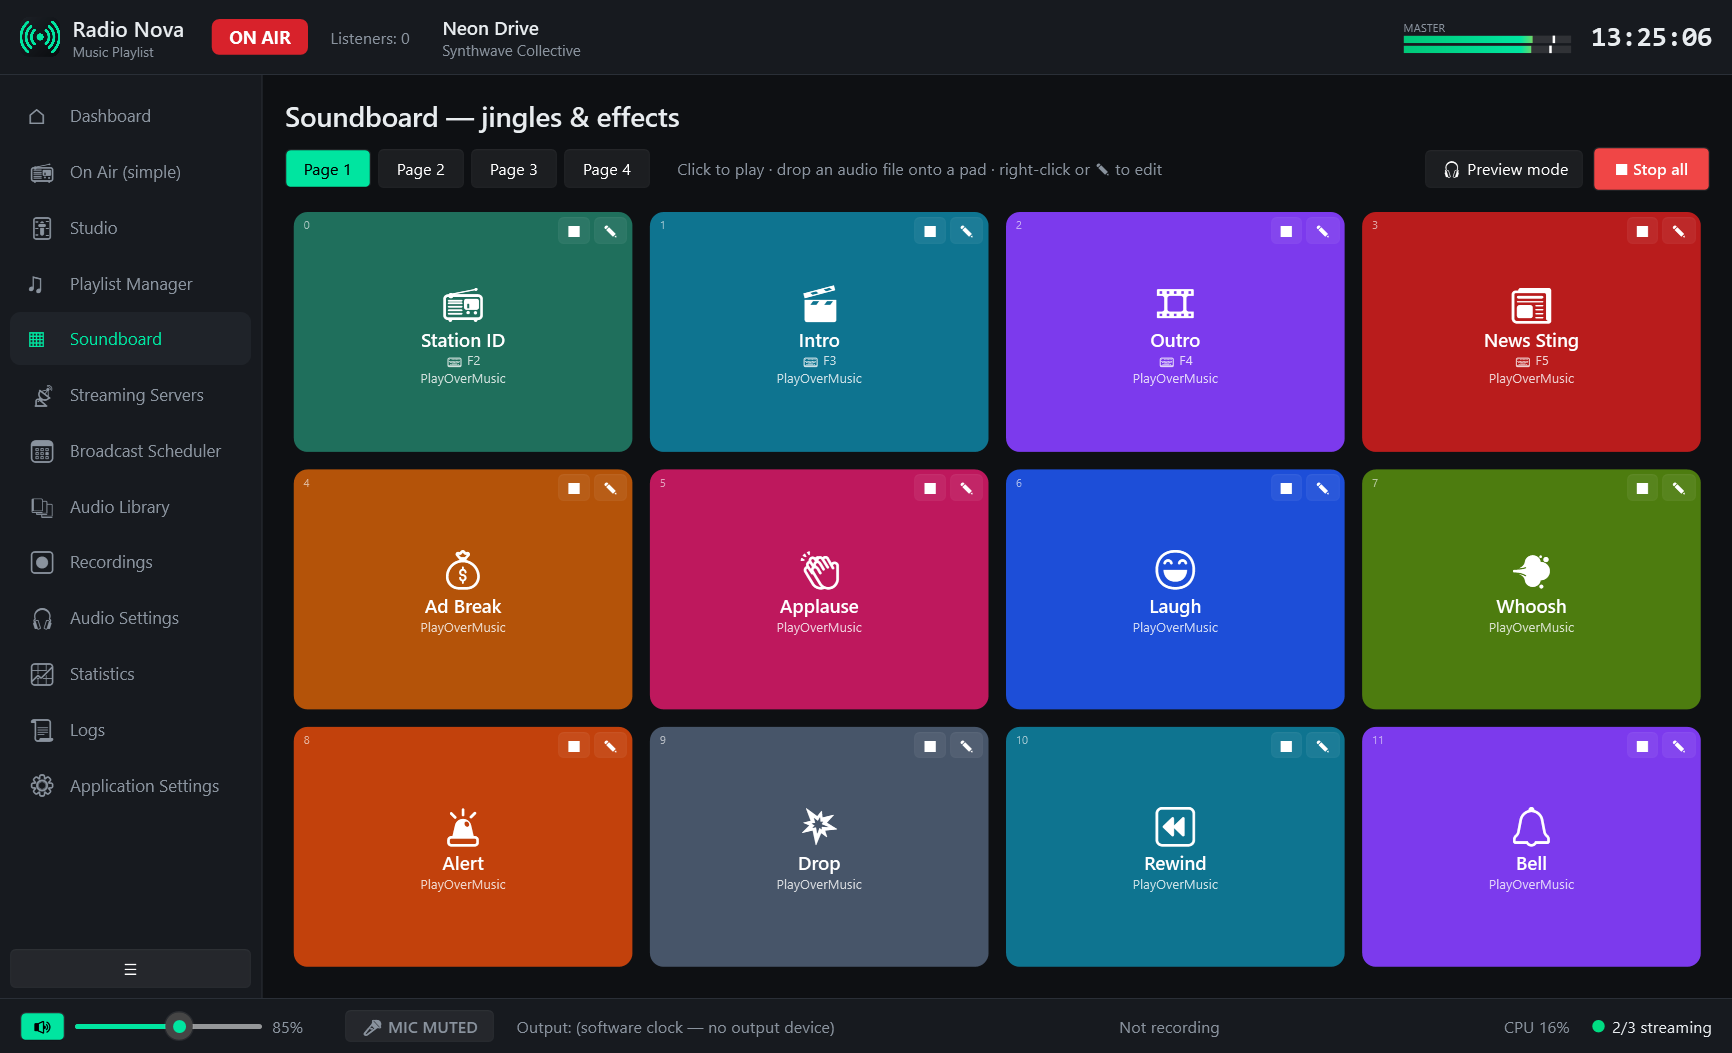 Radio Nova
Music Playlist
ON AIR
Listeners: 0
Neon Drive
Synthwave Collective
MASTER
13:25:06
Dashboard
On Air (simple)
Studio
Playlist Manager
Soundboard
Streaming Servers
Broadcast Scheduler
Audio Library
Recordings
Audio Settings
Statistics
Logs
Application Settings
Soundboard — jingles & effects
Page 1
Page 2
Page 3
Page 4
Click to play · drop an audio file onto a pad · right-click or ✎ to edit
Preview mode
Stop all
0
Station ID
F2
PlayOverMusic
1
Intro
F3
PlayOverMusic
2
Outro
F4
PlayOverMusic
3
News Sting
F5
PlayOverMusic
4
Ad Break
PlayOverMusic
5
Applause
PlayOverMusic
6
Laugh
PlayOverMusic
7
Whoosh
PlayOverMusic
8
Alert
PlayOverMusic
9
Drop
PlayOverMusic
10
Rewind
PlayOverMusic
11
Bell
PlayOverMusic
85%
MIC MUTED
Output: (software clock — no output device)
Not recording
CPU 16%
2/3 streaming